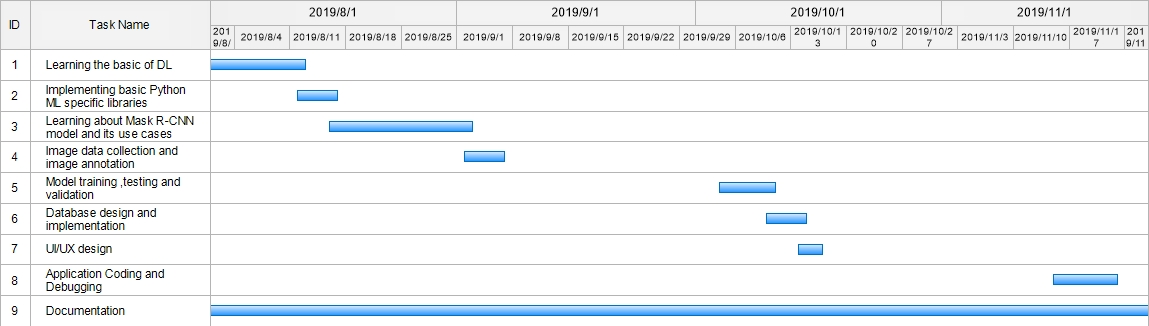 ID
Task Name
2019/8/1
2019/9/1
2019/10/1
2019/11/1
2019/8/
2019/8/4
2019/8/11
2019/8/18
2019/8/25
2019/9/1
2019/9/8
2019/9/15
2019/9/22
2019/9/29
2019/10/6
2019/10/1
3
2019/10/2
0
2019/10/2
7
2019/11/3
2019/11/10
2019/11/1
7
2019/11
1
Learning the basic of DL
2
Implementing basic Python
ML specific libraries
3
Learning about Mask R-CNN
model and its use cases
4
Image data collection and
image annotation
5
Model training ,testing and
validation
6
Database design and
implementation
7
UI/UX design
8
Application Coding and
Debugging
9
Documentation